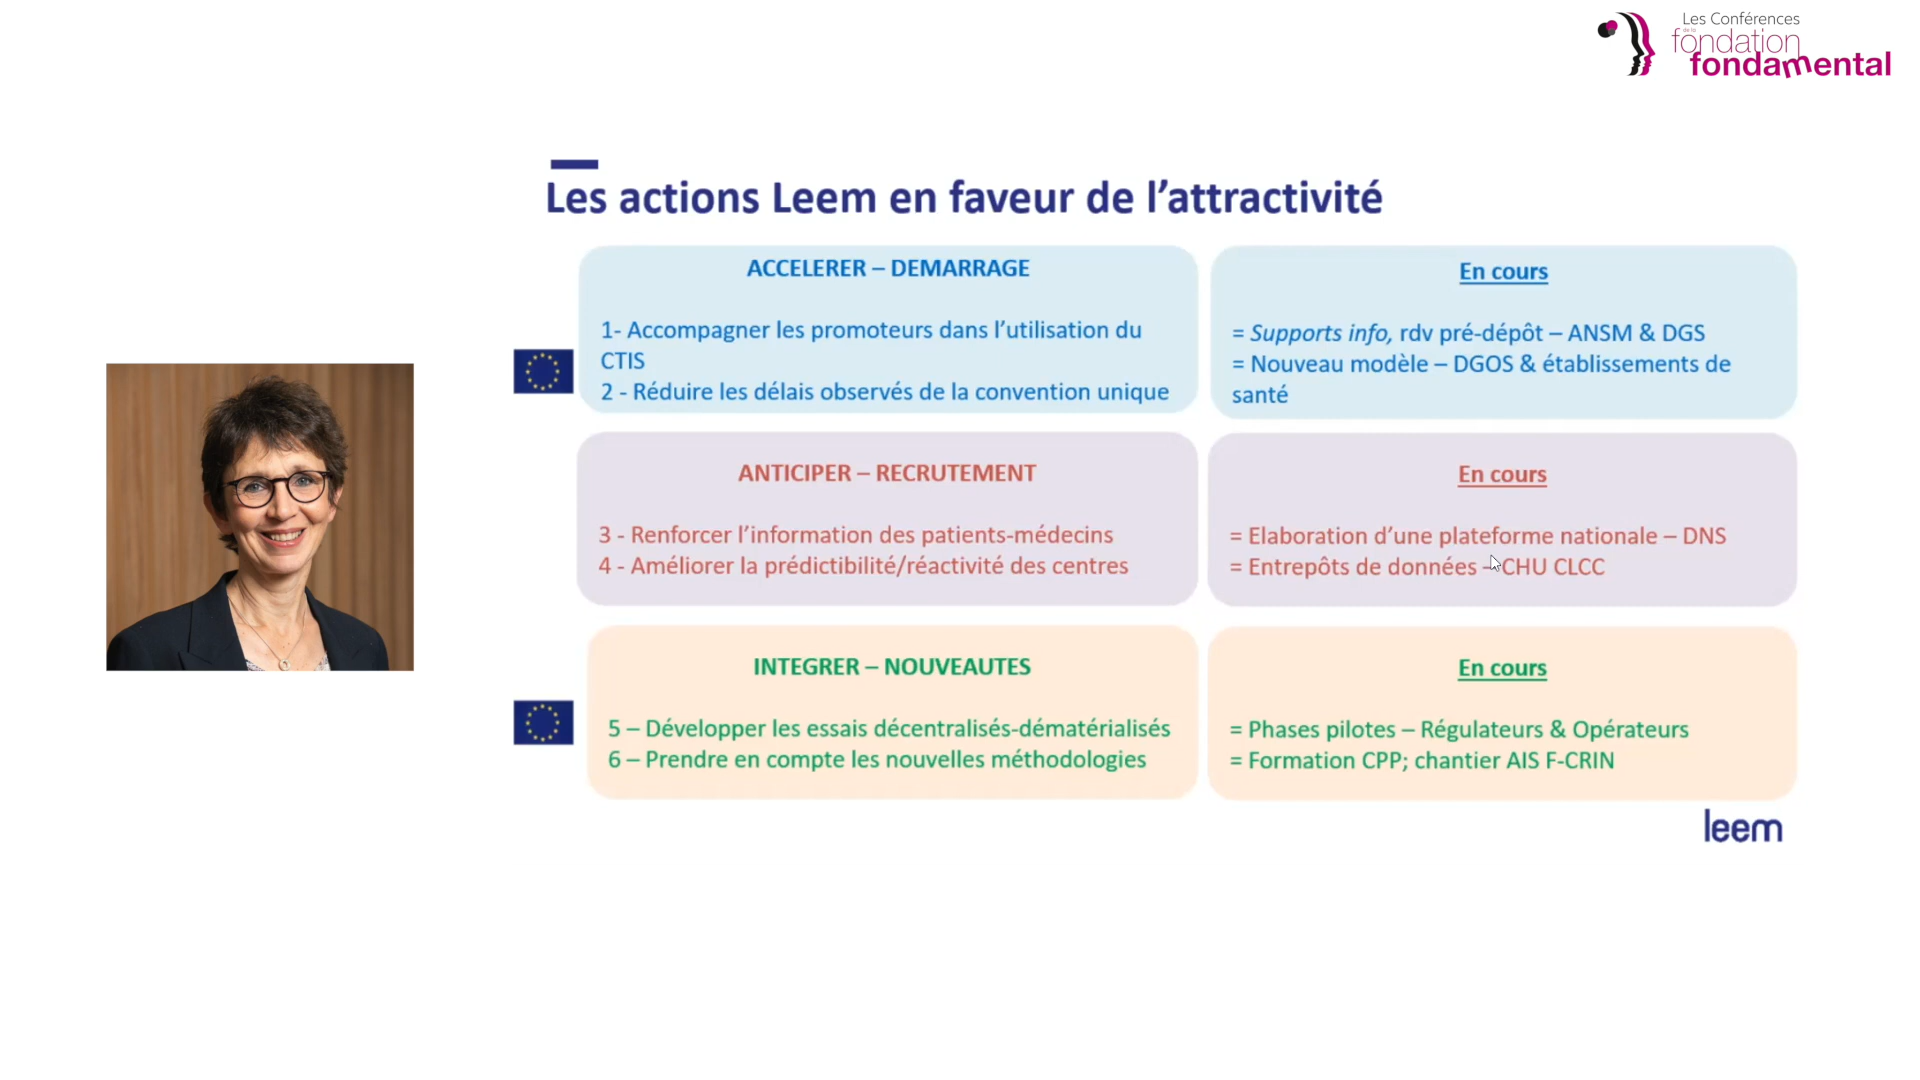 Les Conférences
de la
fondation
fondamental
Les actions Leem en faveur de l'attractivité
ACCELERER – DEMARRAGE
1- Accompagner les promoteurs dans l'utilisation du
CTIS
2 - Réduire les délais observés de la convention unique
En cours
= Supports info, rdv pré-dépôt – ANSM & DGS
= Nouveau modèle – DGOS & établissements de
santé
ANTICIPER – RECRUTEMENT
3 - Renforcer l'information des patients-médecins
4 - Améliorer la prédictibilité/réactivité des centres
En cours
= Elaboration d'une plateforme nationale – DNS
= Entrepôts de données – CHU CLCC
INTEGRER – NOUVEAUTES
5 – Développer les essais décentralisés-dématérialisés
6 – Prendre en compte les nouvelles méthodologies
En cours
= Phases pilotes – Régulateurs & Opérateurs
= Formation CPP; chantier AIS F-CRIN
leem